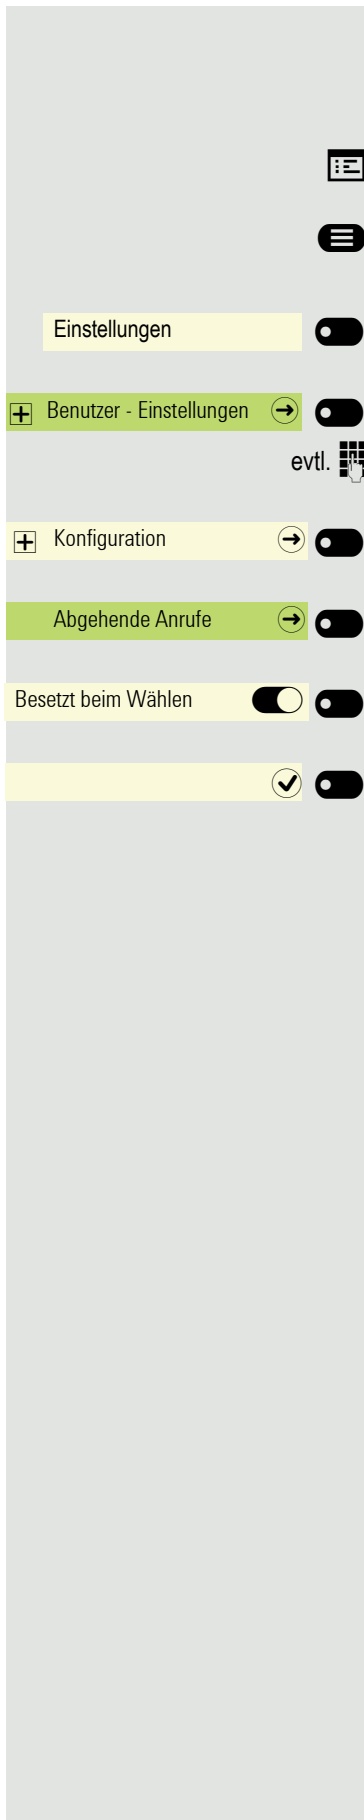 Einstellungen
Benutzer - Einstellungen
evtl.
Konfiguration
Abgehende Anrufe
Besetzt beim Wählen